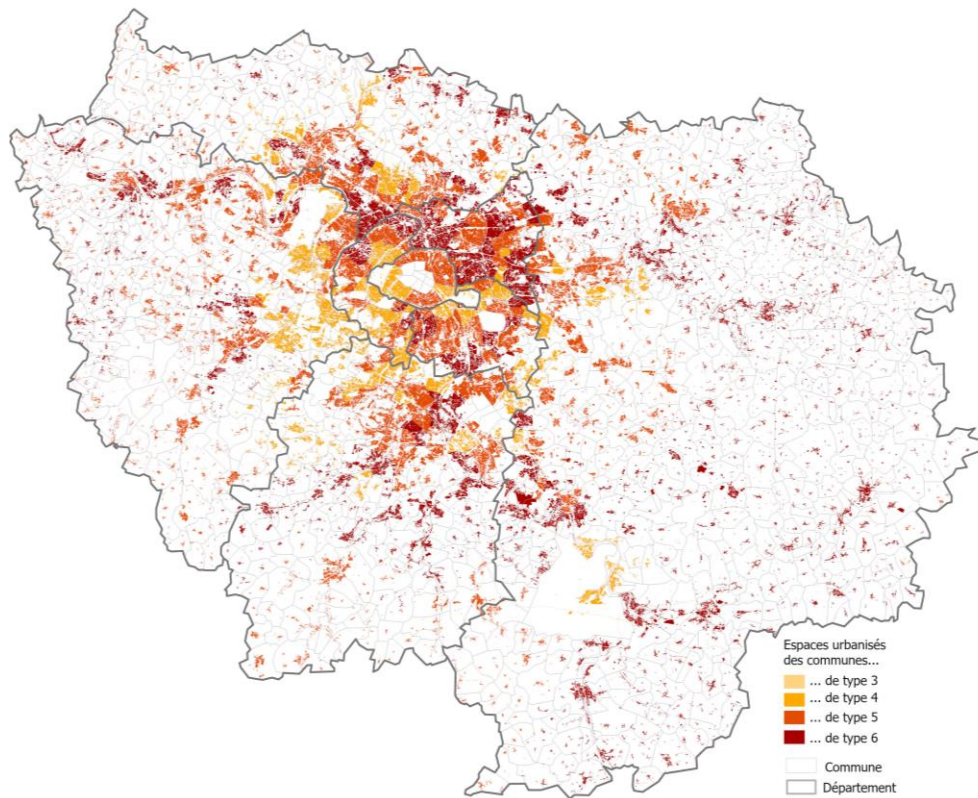 Espaces urbanisés
des communes...
... de type 3
... de type 4
... de type 5
... de type 6
Commune
Département